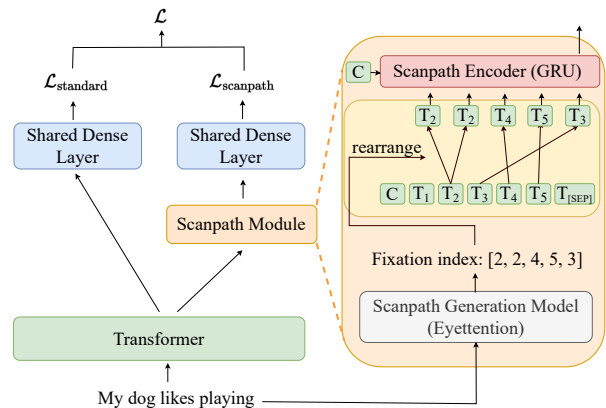 𝓛
𝓛standard
𝓛scanpath
Shared Dense
Layer
Shared Dense
Layer
Scanpath Module
Transformer
My dog likes playing
C
Scanpath Encoder (GRU)
T2 T2 T4 T5 T3
rearrange
C T1 T2 T3 T4 T5 T[SEP]
Fixation index: [2, 2, 4, 5, 3]
Scanpath Generation Model
(Eyettention)